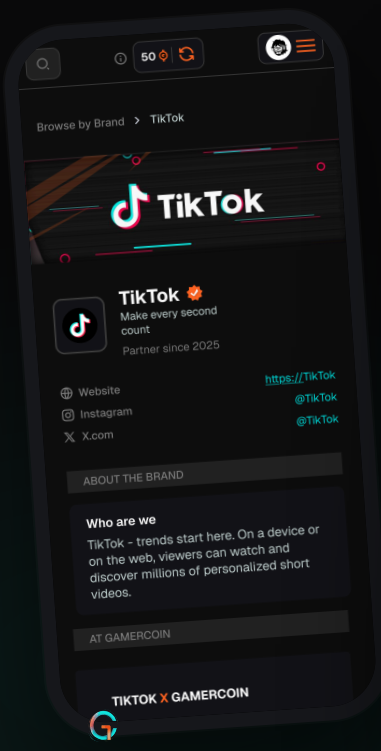 50
Browse by Brand > TikTok
TikTok
TikTok
Make every second
count
Partner since 2025
Website https://TikTok
Instagram @TikTok
X.com @TikTok
ABOUT THE BRAND
Who are we
TikTok - trends start here. On a device or
on the web, viewers can watch and
discover millions of personalized short
videos.
AT GAMERCOIN
TIKTOK X GAMERCOIN